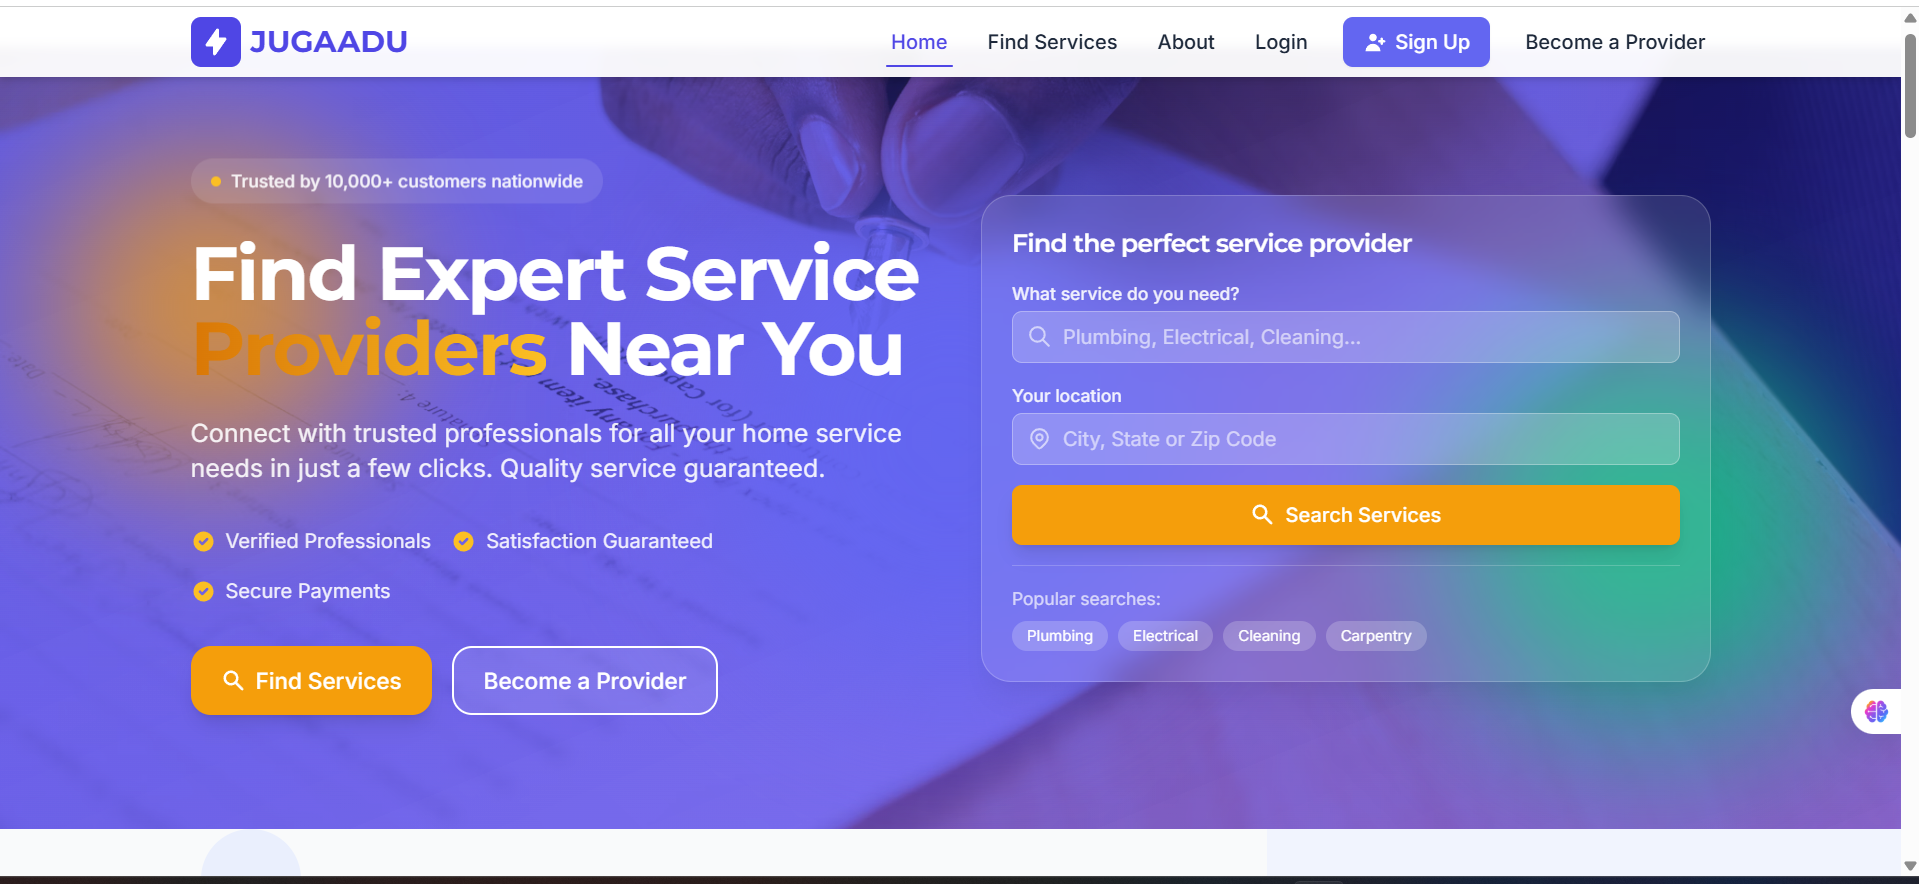 JUGAADU
Home
Find Services
About
Login
Sign Up
Become a Provider
Trusted by 10,000+ customers nationwide
Find Expert Service
Providers Near You
Connect with trusted professionals for all your home service
needs in just a few clicks. Quality service guaranteed.
Verified Professionals
Satisfaction Guaranteed
Secure Payments
Find Services
Become a Provider
Find the perfect service provider
What service do you need?
Plumbing, Electrical, Cleaning...
Your location
City, State or Zip Code
Search Services
Popular searches:
Plumbing
Electrical
Cleaning
Carpentry